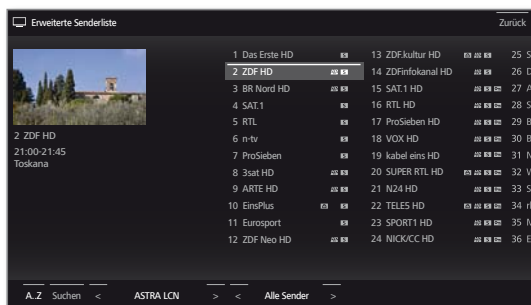 Erweiterte Senderliste
Zurück
1 Das Erste HD
2 ZDF HD
3 BR Nord HD
4 SAT.1
5 RTL
6 n-tv
7 ProSieben
8 3sat HD
9 ARTE HD
10 EinsPlus
11 Eurosport
12 ZDF Neo HD
13 ZDF.kultur HD
14 ZDFinfokanal HD
15 SAT.1 HD
16 RTL HD
17 ProSieben HD
18 VOX HD
19 kabel eins HD
20 SUPER RTL HD
21 N24 HD
22 TELE5 HD
23 SPORT1 HD
24 NICK/CC HD
25
26
27
28
29
30
31
32
33
34
35
36
2 ZDF HD
21:00-21:45
Toskana
A..Z Suchen < ASTRA LCN > < Alle Sender >